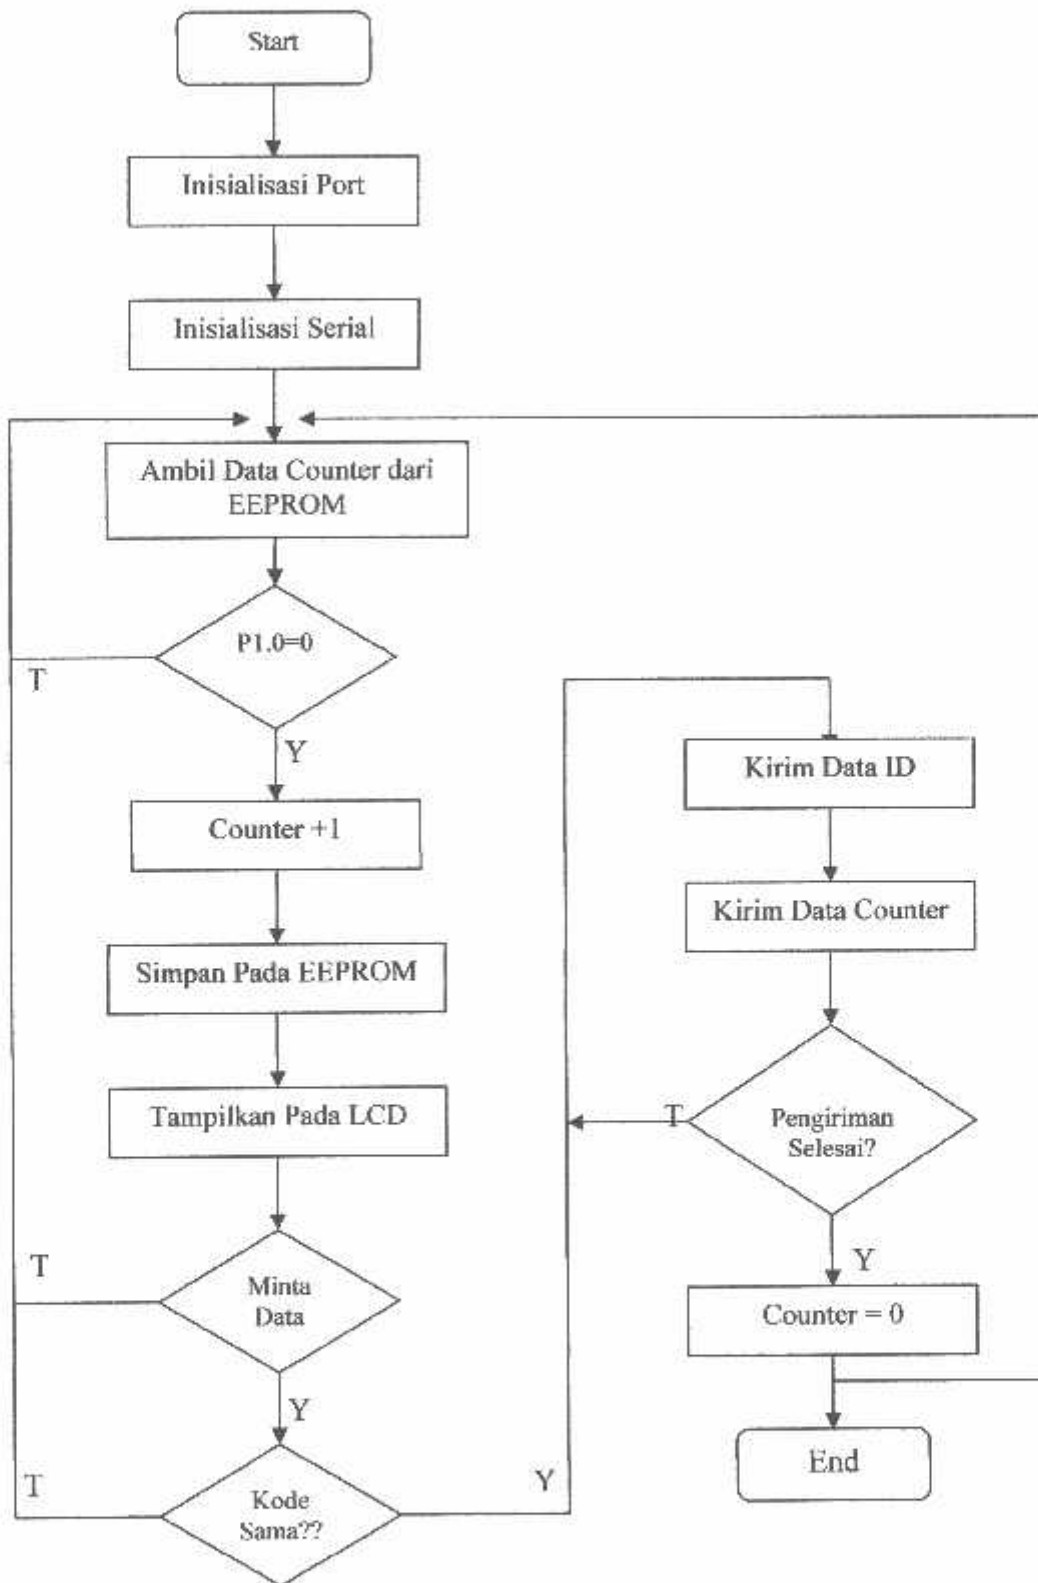 Start
Inisialisasi Port
Inisialisasi Serial
Ambil Data Counter dari
EEPROM
P1.0=0
T
Y
Counter +1
Simpan Pada EEPROM
Tampilkan Pada LCD
Minta
Data
T
Y
Kode
Sama??
T
Y
Kirim Data ID
Kirim Data Counter
Pengiriman
Selesai?
T
Y
Counter = 0
End